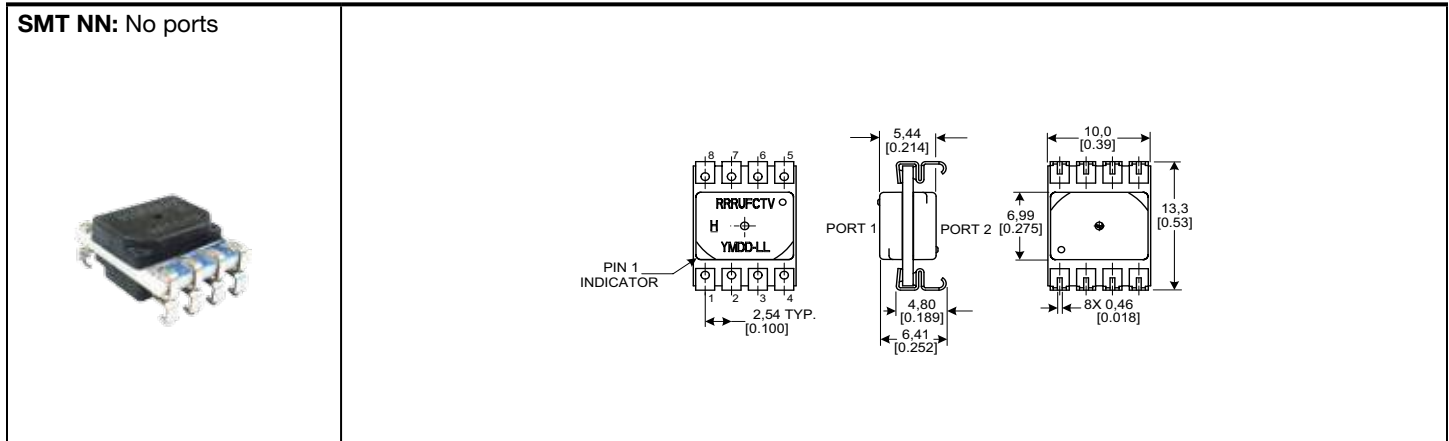 SMT NN: No ports
8 7 6 5
RRRUFCTV
H
YMDD-LL
PIN 1
INDICATOR
1 2 3 4
2,54 TYP.
[0.100]
5,44
[0.214]
PORT 1
PORT 2
4,80
[0.189]
6,41
[0.252]
10,0
[0.39]
6,99
[0.275]
13,3
[0.53]
8X 0,46
[0.018]